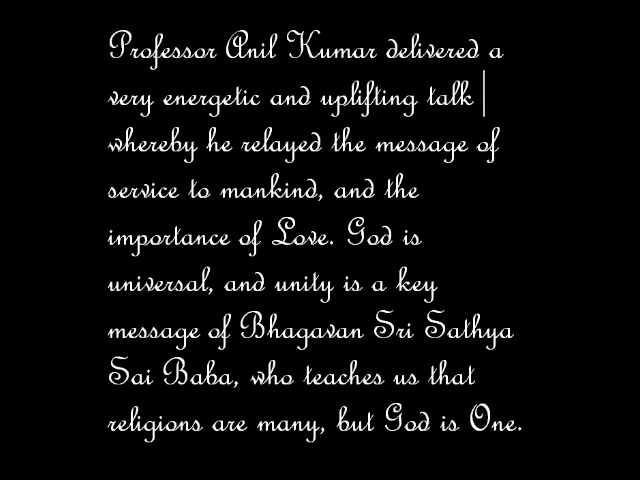 Professor Anil Kumar delivered a
very energetic and uplifting talk |
whereby he relayed the message of
service to mankind, and the
importance of Love. God is
universal, and unity is a key
message of Bhagavan Sri Sathya
Sai Baba, who teaches us that
religions are many, but God is One.